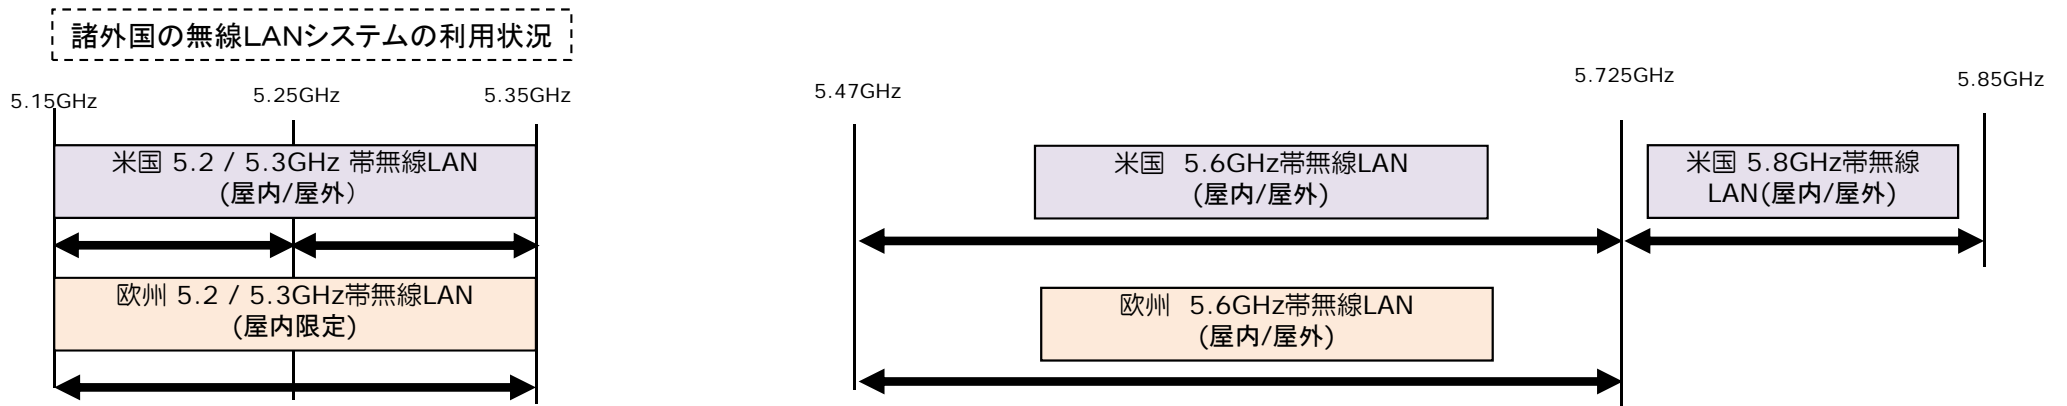 諸外国の無線LANシステムの利用状況
5.15GHz
5.25GHz
5.35GHz
5.47GHz
5.725GHz
5.85GHz
米国 5.2 / 5.3GHz 帯無線LAN
(屋内/屋外)
米国 5.6GHz帯無線LAN
(屋内/屋外)
米国 5.8GHz帯無線
LAN(屋内/屋外)
欧州 5.2 / 5.3GHz帯無線LAN
(屋内限定)
欧州 5.6GHz帯無線LAN
(屋内/屋外)